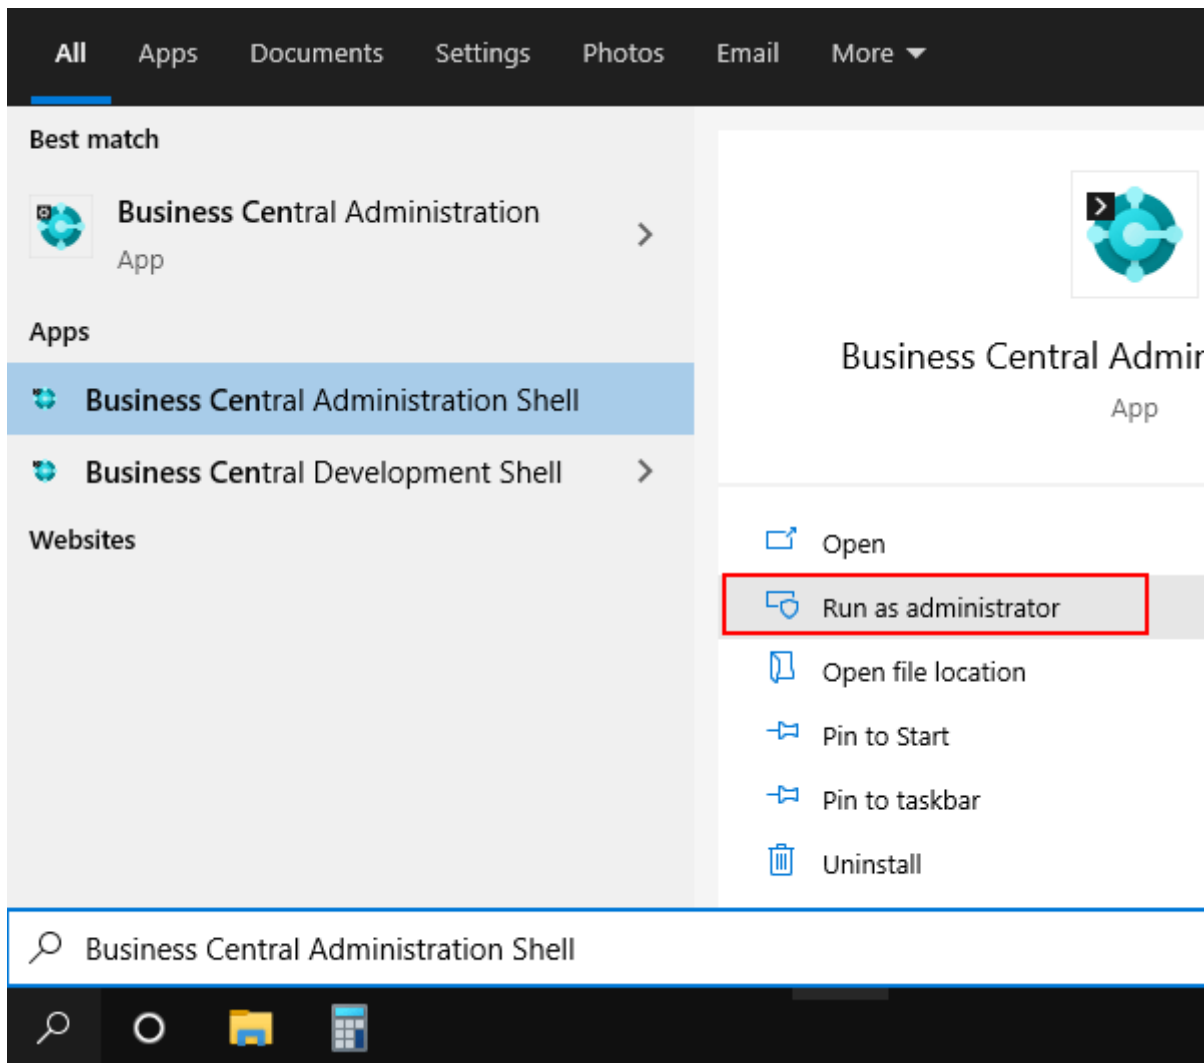 All Apps Documents Settings Photos Email More
Best match
Business Central Administration
App
Apps
Business Central Administration Shell
Business Central Development Shell
Websites
Business Central Admin
App
Open
Run as administrator
Open file location
Pin to Start
Pin to taskbar
Uninstall
Business Central Administration Shell